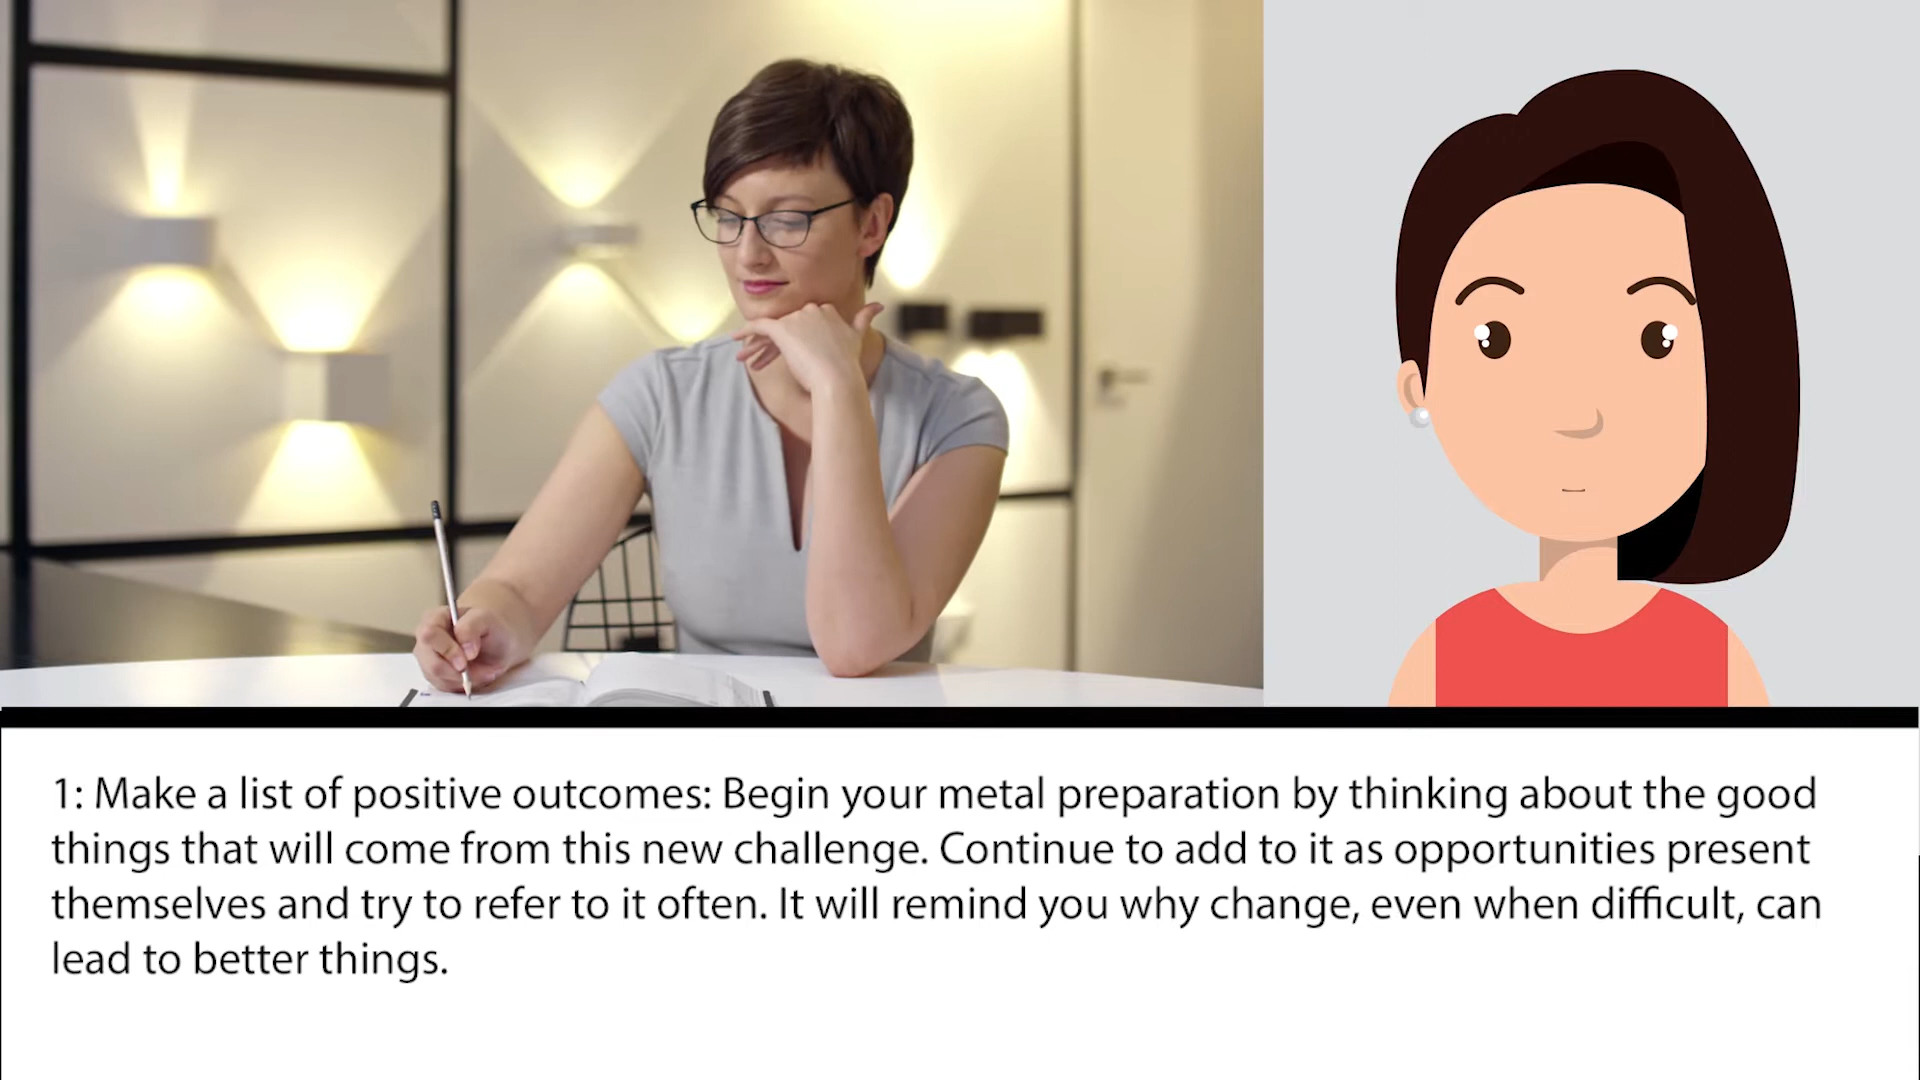 1: Make a list of positive outcomes: Begin your metal preparation by thinking about the good
things that will come from this new challenge. Continue to add to it as opportunities present
themselves and try to refer to it often. It will remind you why change, even when difficult, can
lead to better things.